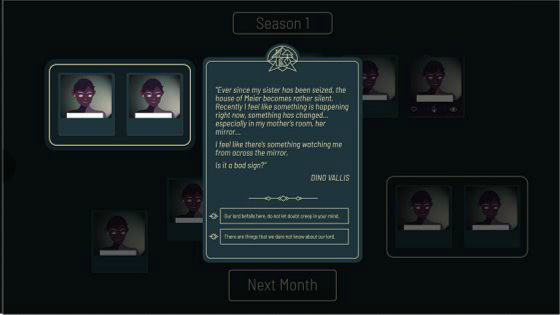 Season 1
"Ever since my sister has been seized, the
house of Meier becomes rather silent.
Recently I feel like something is happening
right now, something has changed...
especially in my mother's room, her
mirror...
I feel like there's something watching me
from across the mirror,
Is it a bad sign?"
DINO VALLIS
Our lord befalls here, do not let doubt creep in your mind.
There are things that we dare not know about our lord.
Next Month